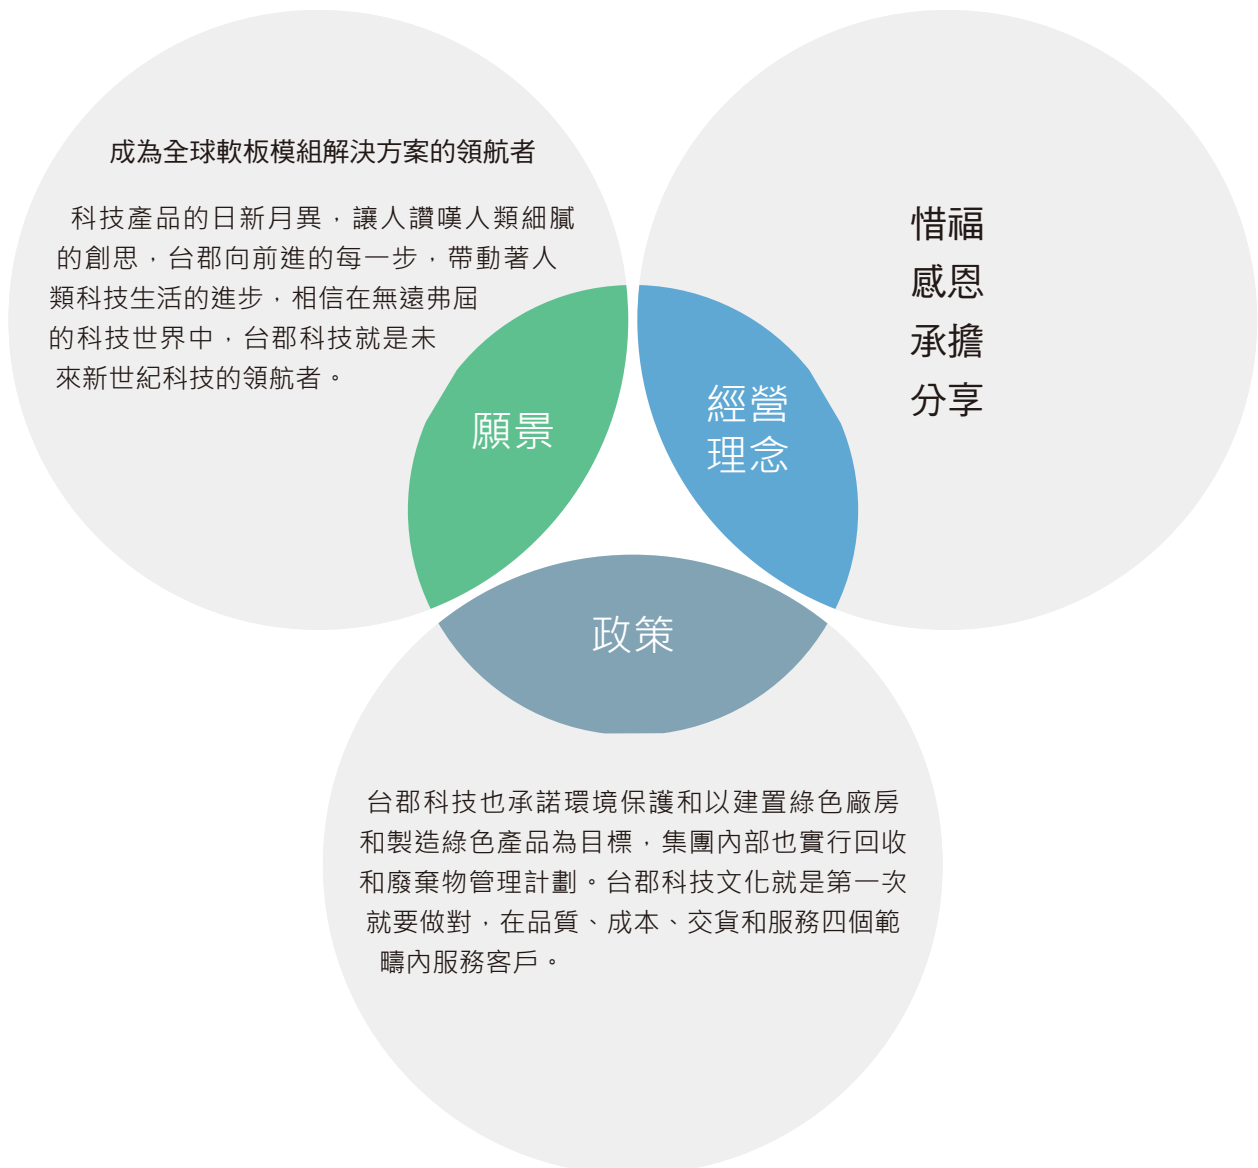 成為全球軟板模組解決方案的領航者
科技產品的日新月異，讓人讚嘆人類細膩
的創思，台郡向前進的每一步，帶動著人
類科技生活的進步，相信在無遠弗屆
的科技世界中，台郡科技就是未
來新世紀科技的領航者。
願景
惜福
感恩
承擔
分享
經營
理念
政策
台郡科技也承諾環境保護和以建置綠色廠房
和製造綠色產品為目標，集團內部也實行回收
和廢棄物管理計劃。台郡科技文化就是第一次
就要做對，在品質、成本、交貨和服務四個範
疇內服務客戶。